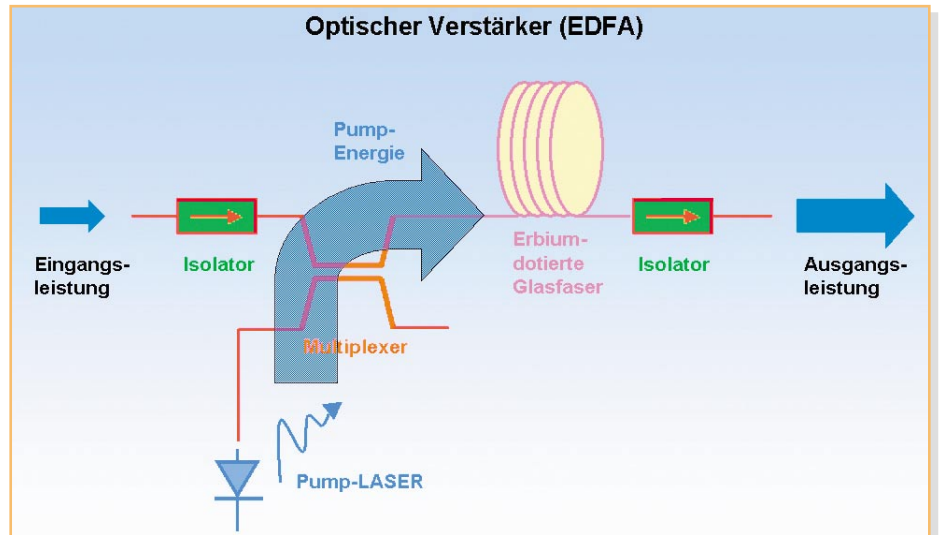 Optischer Verstärker (EDFA)
Pump-
Energie
Eingangs-
leistung
Isolator
Erbium-
dotierte
Glasfaser
Isolator
Ausgangs-
leistung
Multiplexer
Pump-LASER